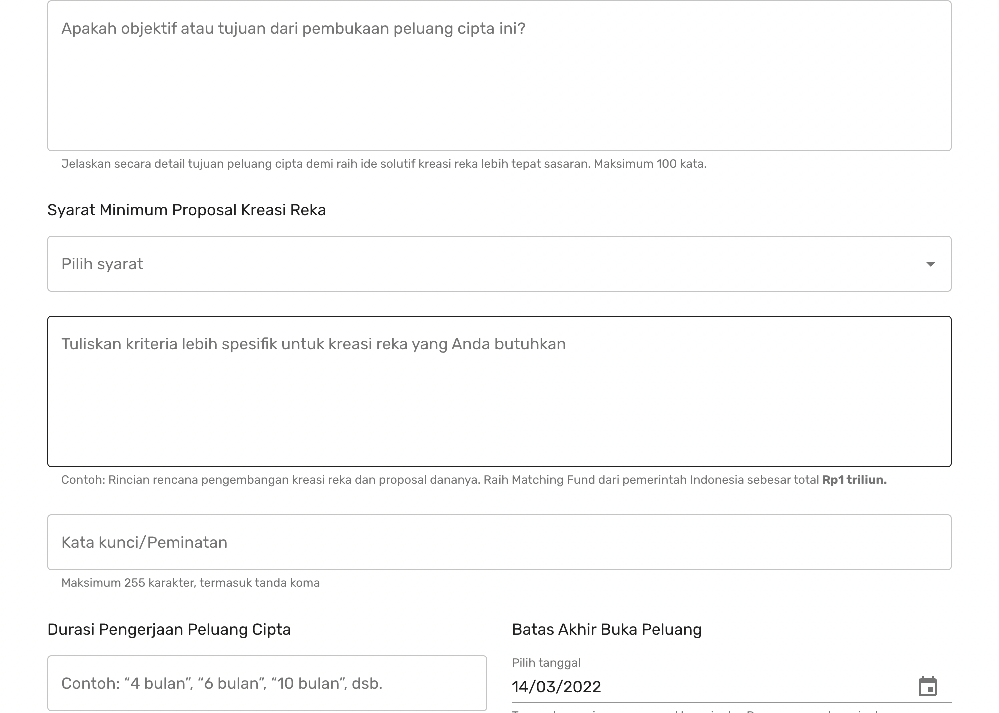 Apakah objektif atau tujuan dari pembukaan peluang cipta ini?
Jelaskan secara detail tujuan peluang cipta demi raih ide solutif kreasi reka lebih tepat sasaran. Maksimum 100 kata.
Syarat Minimum Proposal Kreasi Reka
Pilih syarat
Tuliskan kriteria lebih spesifik untuk kreasi reka yang Anda butuhkan
Contoh: Rincian rencana pengembangan kreasi reka dan proposal dananya. Raih Matching Fund dari pemerintah Indonesia sebesar total Rp1 triliun.
Kata kunci/Peminatan
Maksimum 255 karakter, termasuk tanda koma
Durasi Pengerjaan Peluang Cipta
Contoh: “4 bulan”, “6 bulan”, “10 bulan”, dsb.
Batas Akhir Buka Peluang
Pilih tanggal
14/03/2022